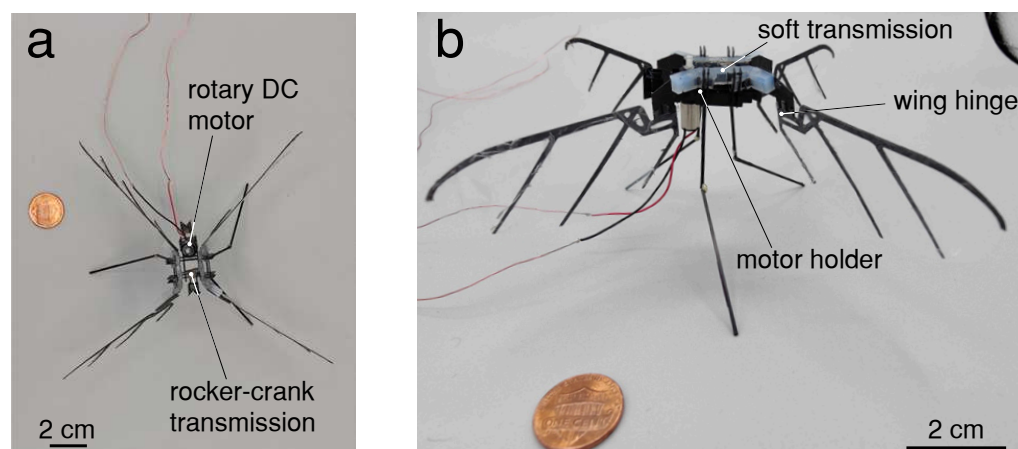 a
rotary DC
motor
rocker-crank
transmission
2 cm
b
soft transmission
wing hinge
motor holder
2 cm